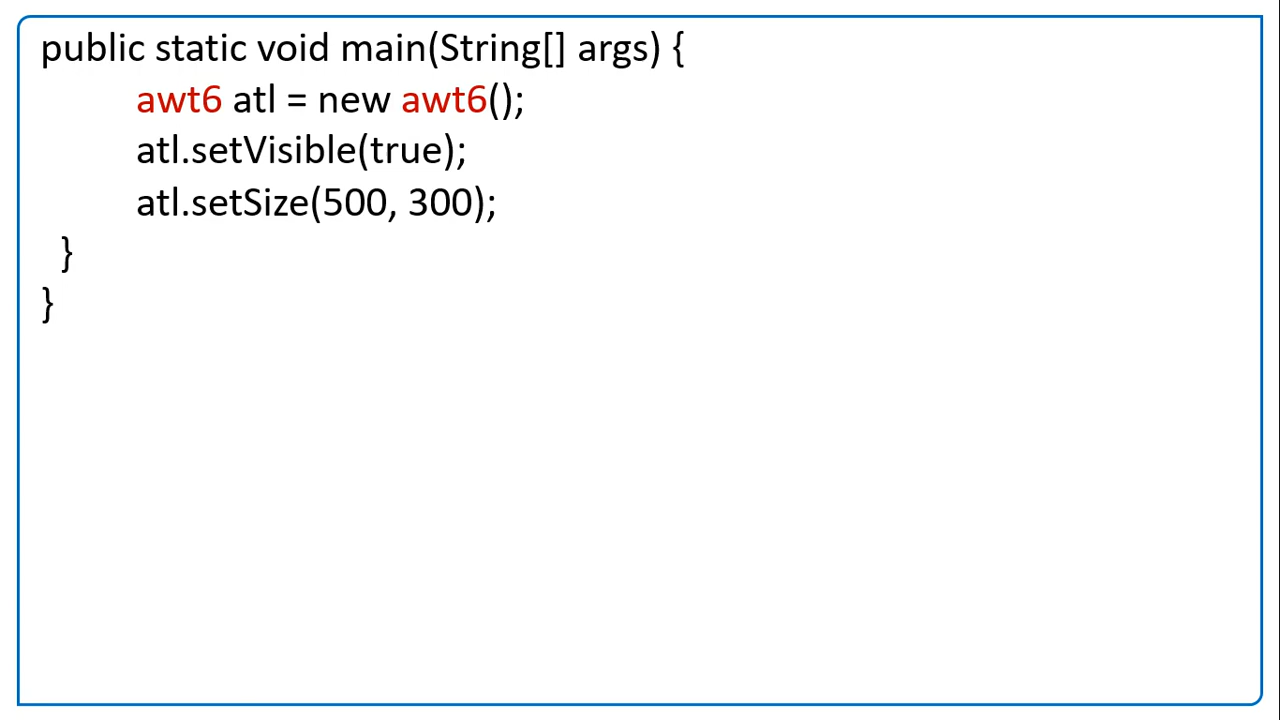 public static void main(String[] args) {
awt6 atl = new awt6();
atl.setVisible(true);
atl.setSize(500, 300);
}
}